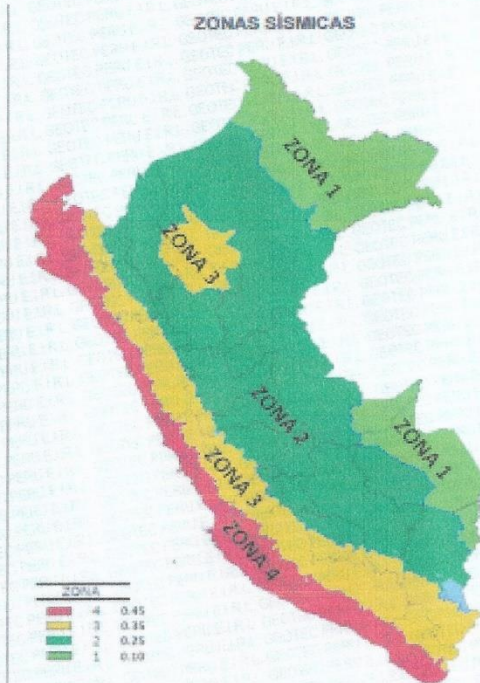 ZONAS SÍSMICAS
ZONA 1
ZONA 3
ZONA 2
ZONA 1
ZONA 3
ZONA 4
ZONA
4 0.45
3 0.35
2 0.25
1 0.10